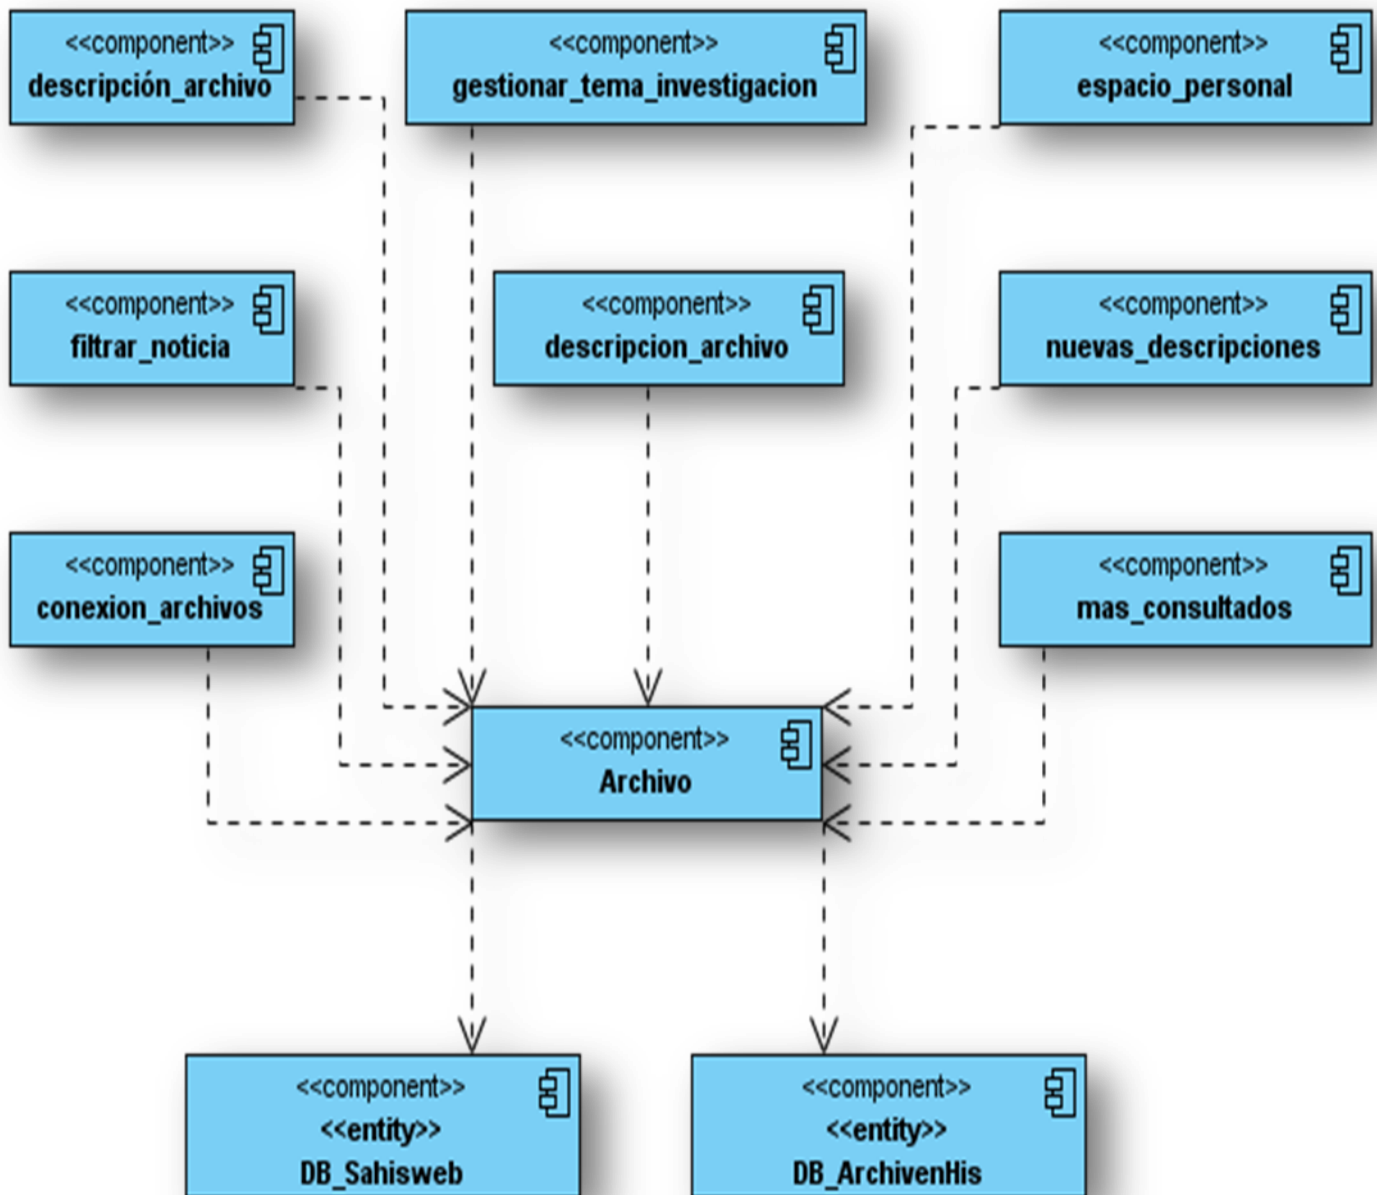 <<component>>
descripción_archivo
<<component>>
gestionar_tema_investigacion
<<component>>
espacio_personal
<<component>>
filtrar_noticia
<<component>>
descripcion_archivo
<<component>>
nuevas_descripciones
<<component>>
conexion_archivos
<<component>>
mas_consultados
<<component>>
Archivo
<<component>>
<<entity>>
DB_Sahisweb
<<component>>
<<entity>>
DB_ArchivenHis